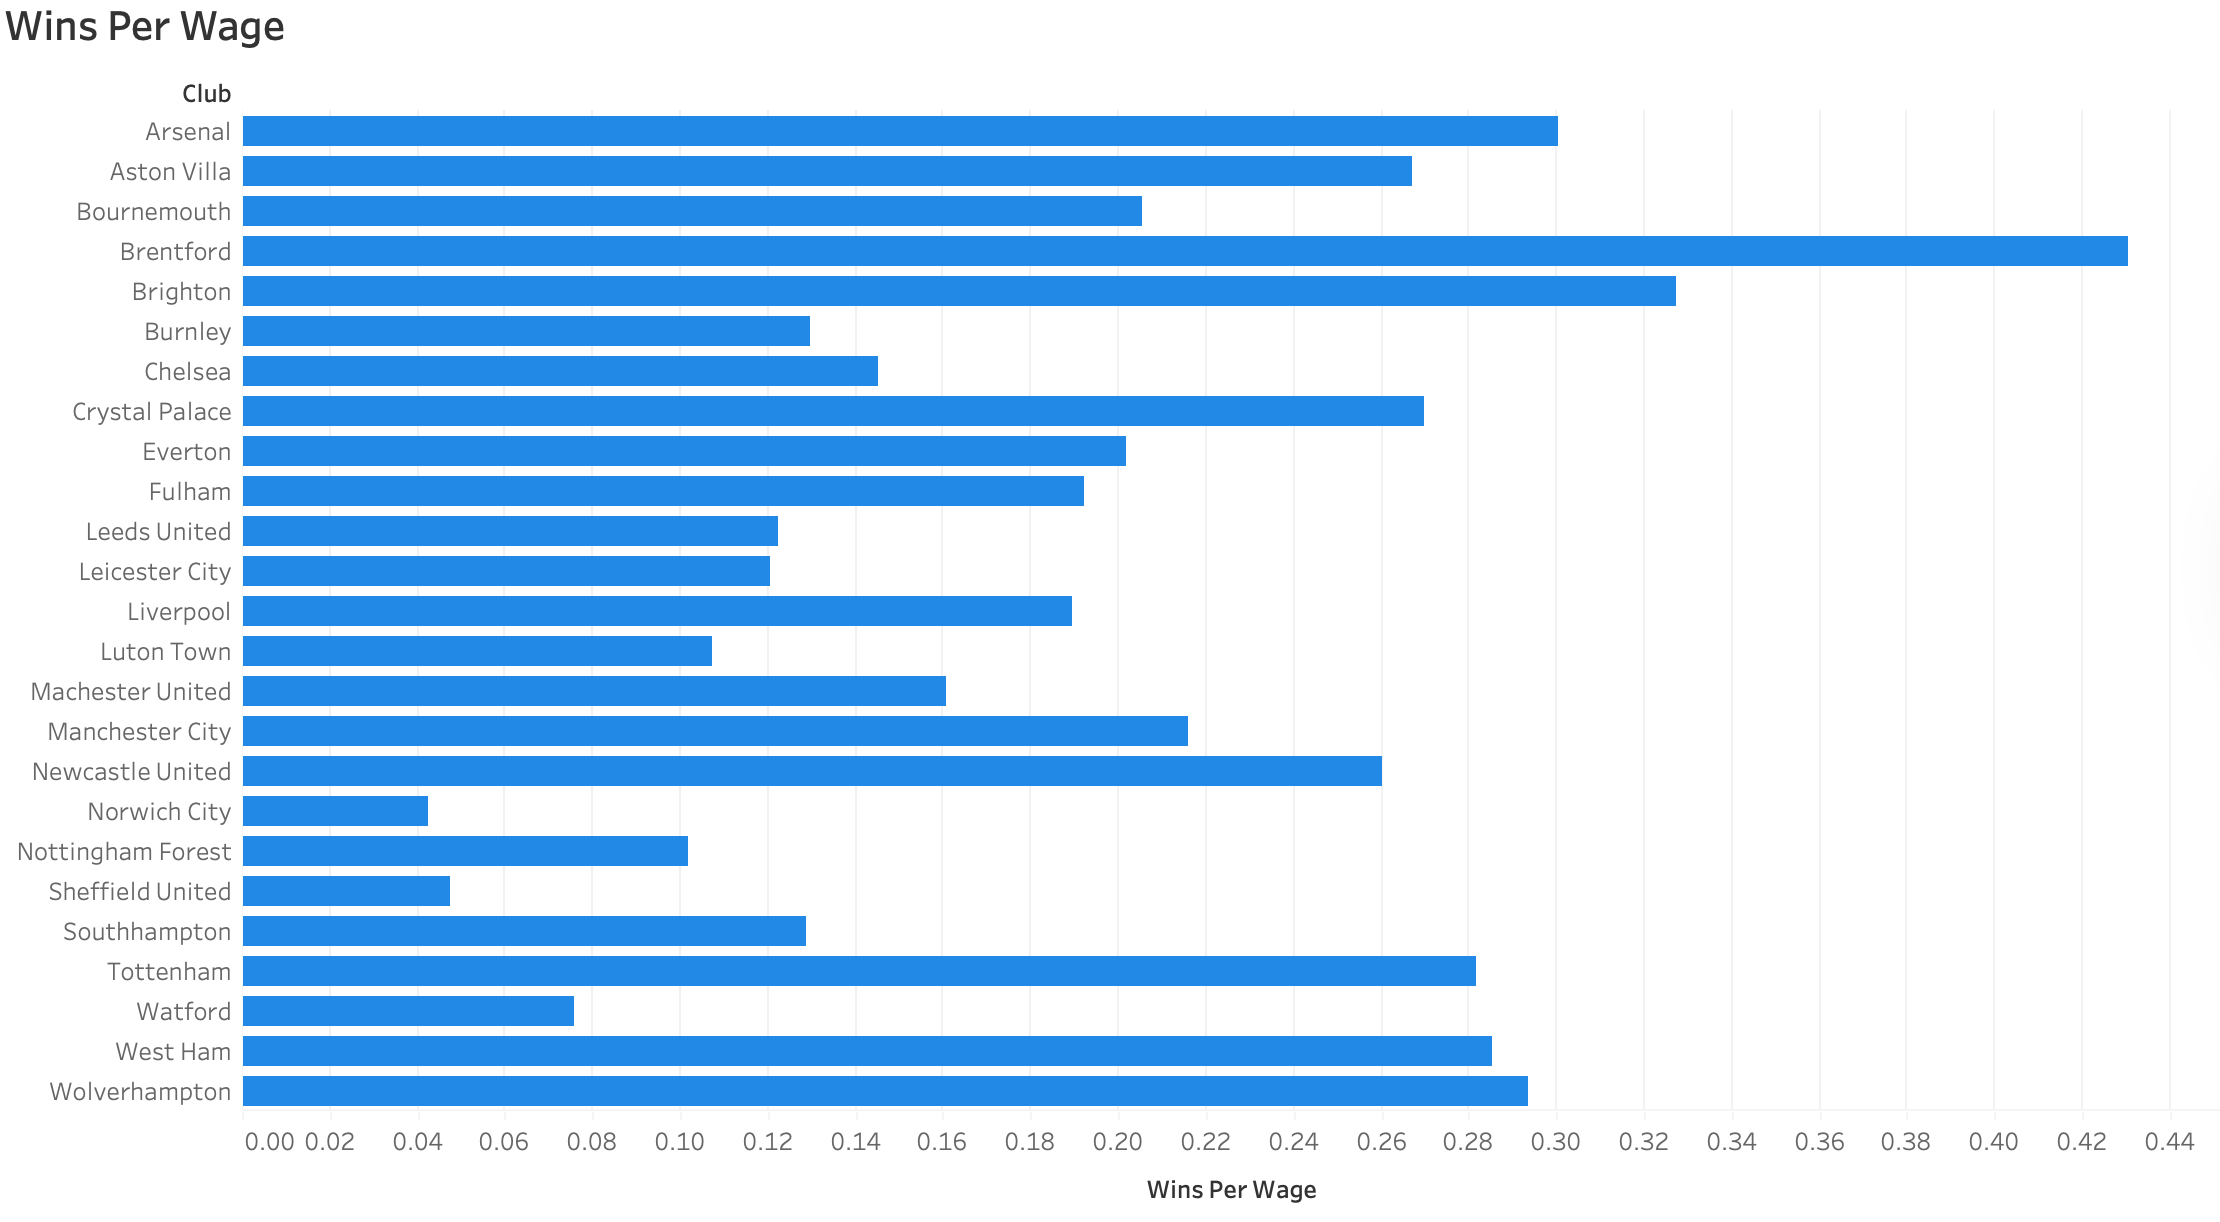 Wins Per Wage
Club
Arsenal
Aston Villa
Bournemouth
Brentford
Brighton
Burnley
Chelsea
Crystal Palace
Everton
Fulham
Leeds United
Leicester City
Liverpool
Luton Town
Machester United
Manchester City
Newcastle United
Norwich City
Nottingham Forest
Sheffield United
Southhampton
Tottenham
Watford
West Ham
Wolverhampton
0.00 0.02 0.04 0.06 0.08 0.10 0.12 0.14 0.16 0.18 0.20 0.22 0.24 0.26 0.28 0.30 0.32 0.34 0.36 0.38 0.40 0.42 0.44
Wins Per Wage